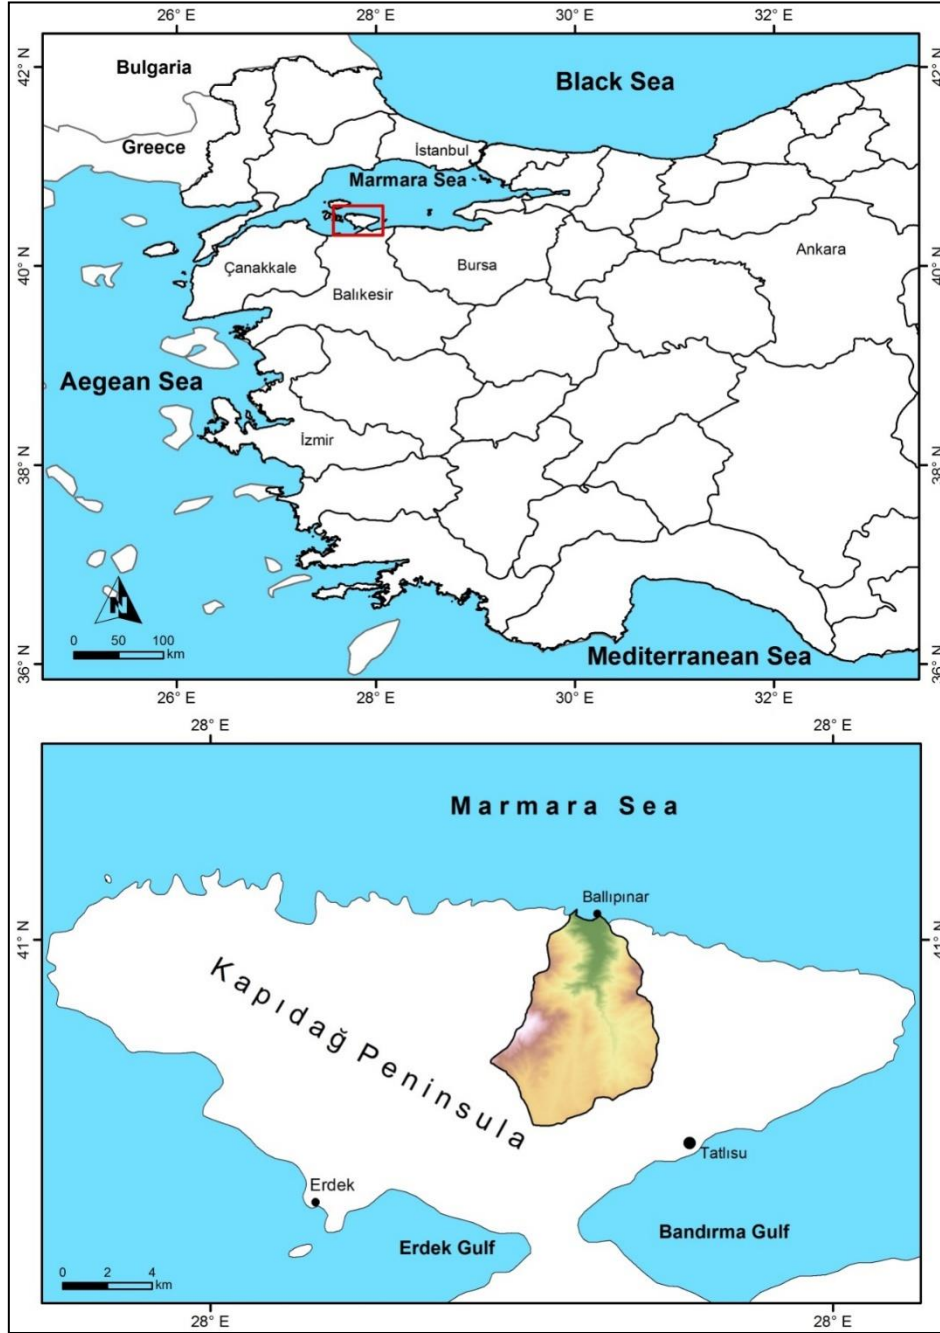 26° E 28° E 30° E 32° E
42° N
42° N
Bulgaria
Black Sea
Greece
İstanbul
Marmara Sea
Ankara
40° N
40° N
Çanakkale
Bursa
Balıkesir
Aegean Sea
İzmir
38° N
38° N
N
0 50 100
km
Mediterranean Sea
36° N
36° N
26° E 28° E 30° E 32° E
28° E 28° E
Marmara Sea
Ballıpınar
41° N
41° N
Kapıdağ Peninsula
Tatlısu
Erdek
Bandırma Gulf
Erdek Gulf
0 2 4
km
28° E 28° E